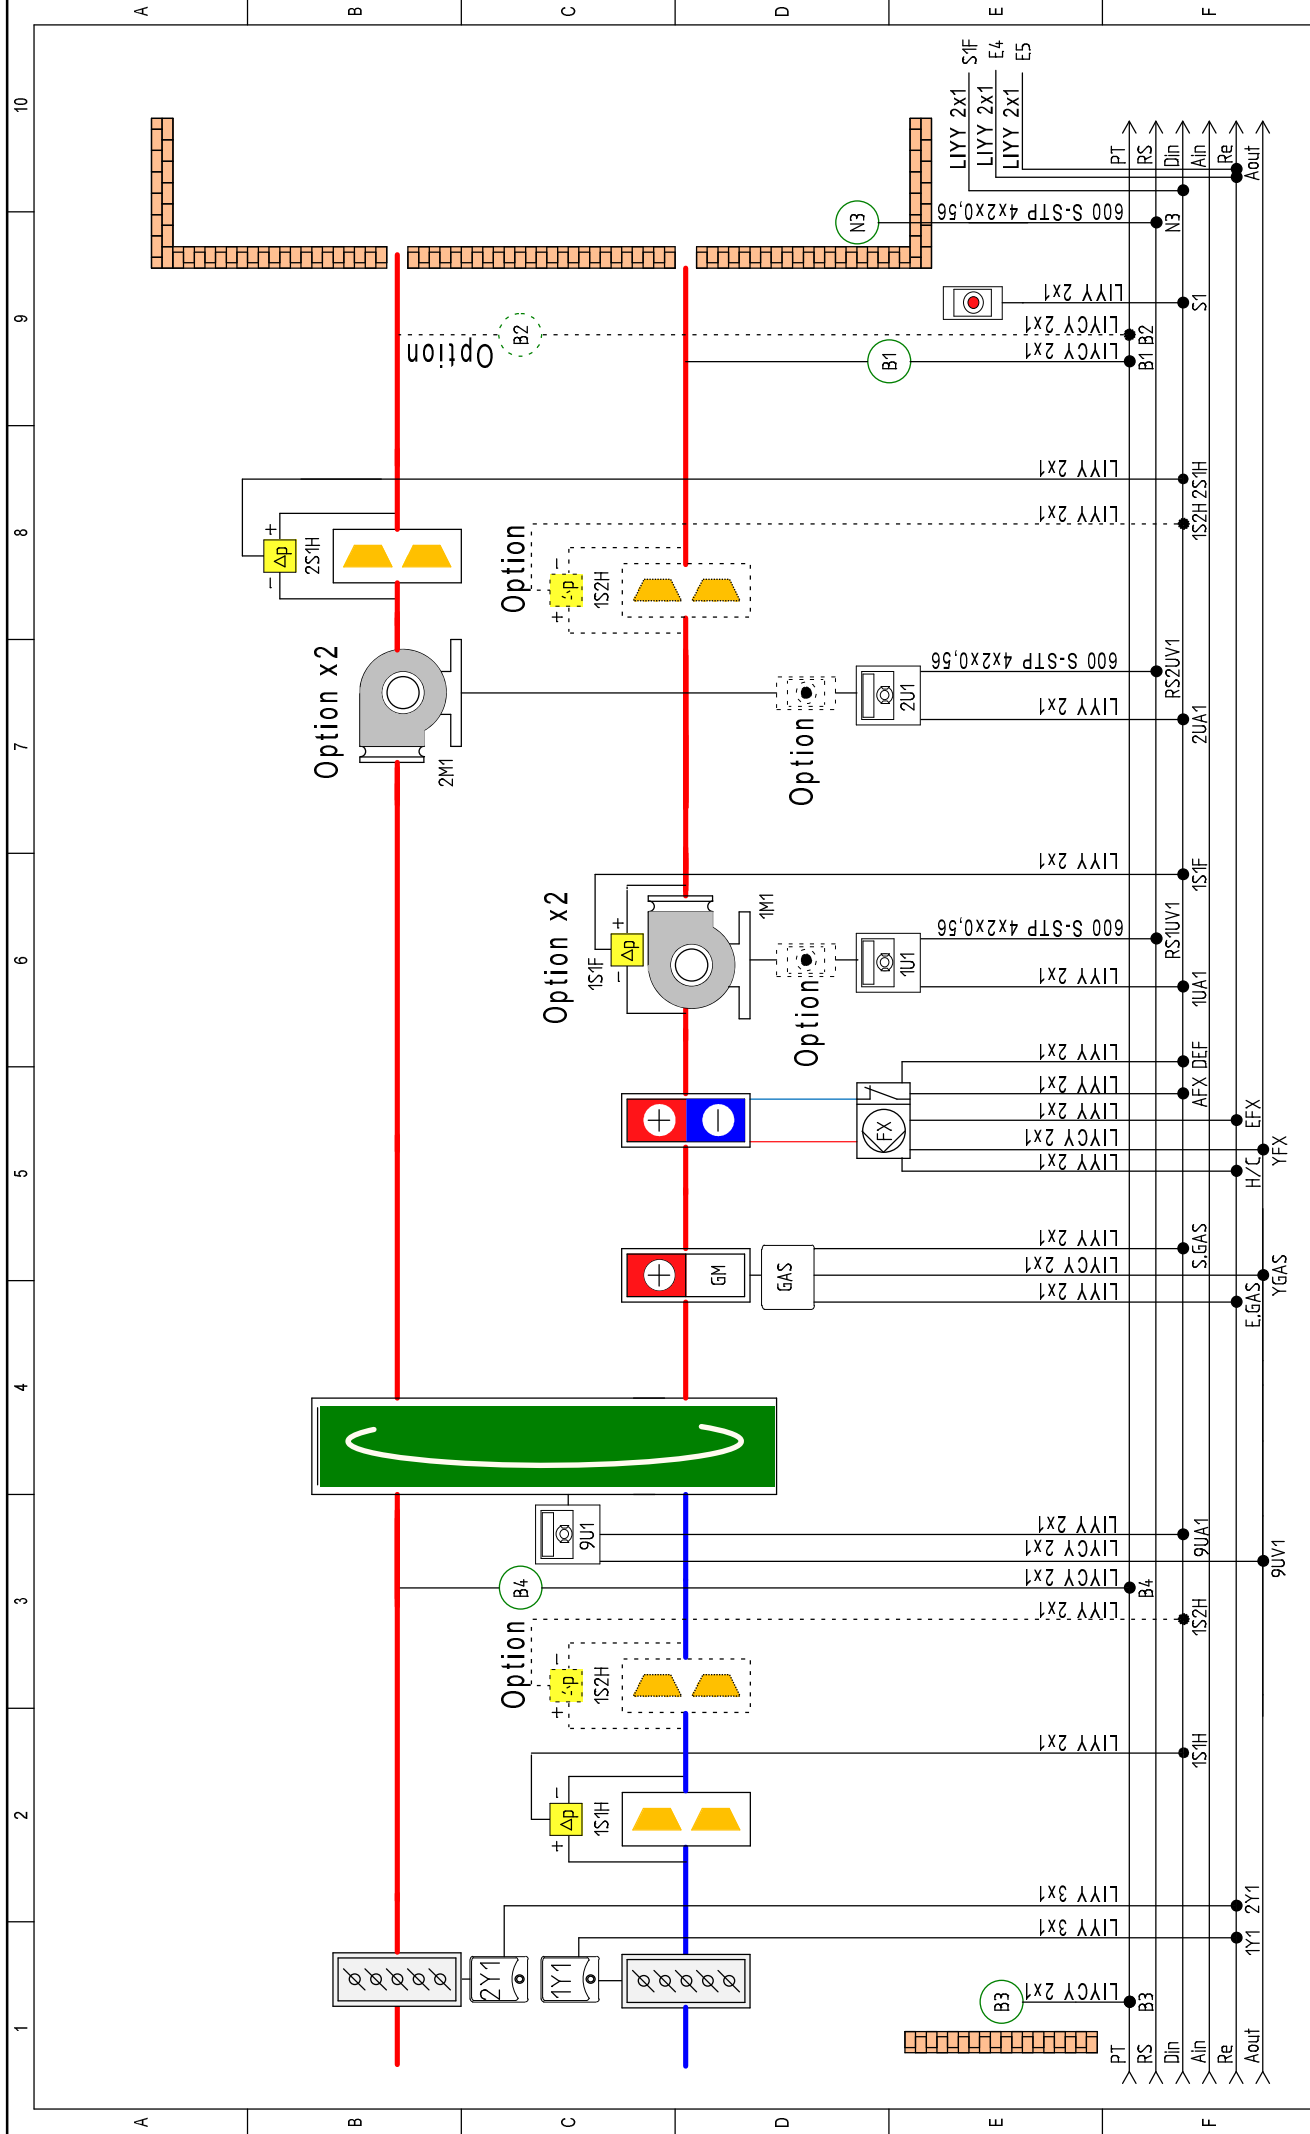 A
B
C
D
E
F
10
9
8
7
6
5
4
3
2
1
S1F
E4
E5
LIYY 2x1
LIYY 2x1
LIYY 2x1
PT
RS
Din
Ain
Re
Aout
N3
600 S-STP 4x2x0,56
N3
LIYY 2x1
S1
Option
B2
LIYCY 2x1
B2
B1
LIYCY 2x1
B1
- Δp +
2S1H
LIYY 2x1
2S1H
Option
+ Δp -
1S2H
LIYY 2x1
1S2H
Option x2
2M1
Option
2U1
600 S-STP 4x2x0,56
RS2UV1
LIYY 2x1
2UA1
Option x2
- Δp +
1S1F
1M1
LIYY 2x1
1S1F
Option
1U1
600 S-STP 4x2x0,56
RS1UV1
LIYY 2x1
1UA1
+ −
FX
LIYY 2x1
DEF
LIYY 2x1
AFX
LIYY 2x1
EFX
LIYCY 2x1
YFX
LIYY 2x1
H/C
+
GM
GAS
LIYY 2x1
S.GAS
LIYCY 2x1
YGAS
LIYY 2x1
E.GAS
9U1
LIYY 2x1
9UA1
LIYCY 2x1
9UV1
B4
LIYCY 2x1
B4
Option
+ Δp -
1S2H
LIYY 2x1
1S2H
+ Δp -
1S1H
LIYY 2x1
1S1H
2Y1
LIYY 3x1
2Y1
1Y1
LIYY 3x1
1Y1
B3
LIYCY 2x1
B3
PT
RS
Din
Ain
Re
Aout
A
B
C
D
E
F